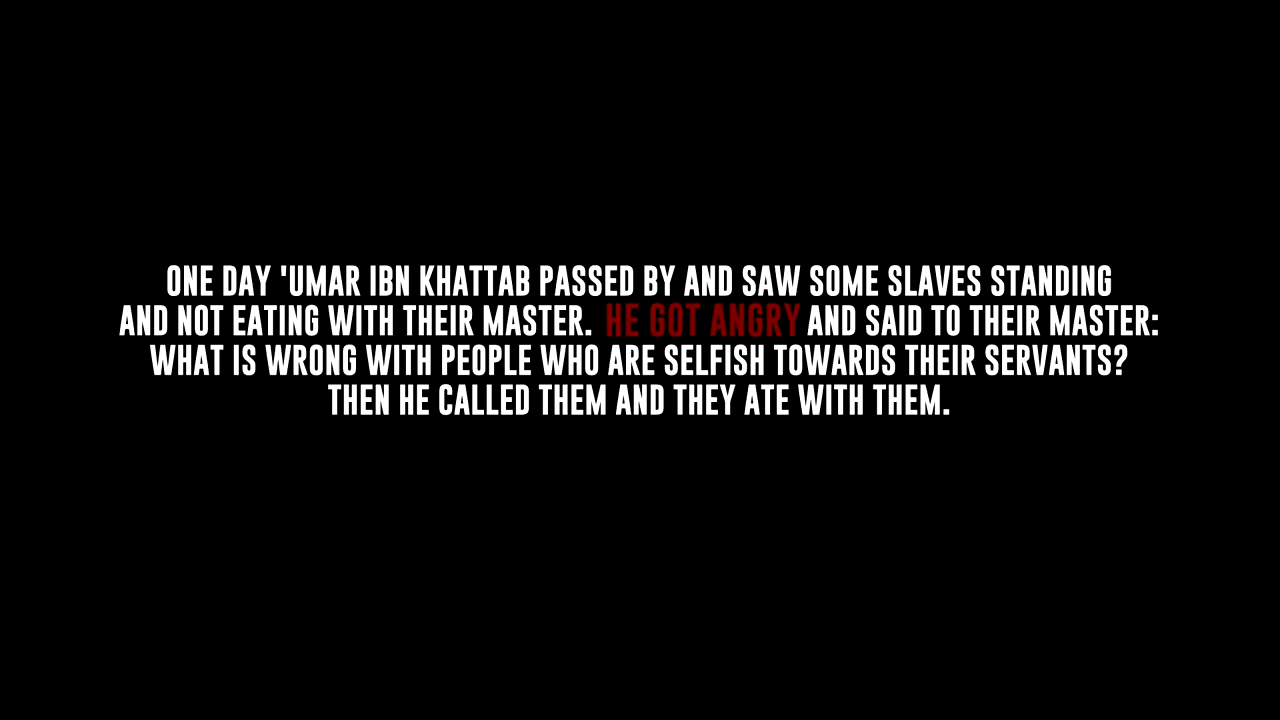 ONE DAY 'UMAR IBN KHATTAB PASSED BY AND SAW SOME SLAVES STANDING
AND NOT EATING WITH THEIR MASTER. HE GOT ANGRY AND SAID TO THEIR MASTER:
WHAT IS WRONG WITH PEOPLE WHO ARE SELFISH TOWARDS THEIR SERVANTS?
THEN HE CALLED THEM AND THEY ATE WITH THEM.